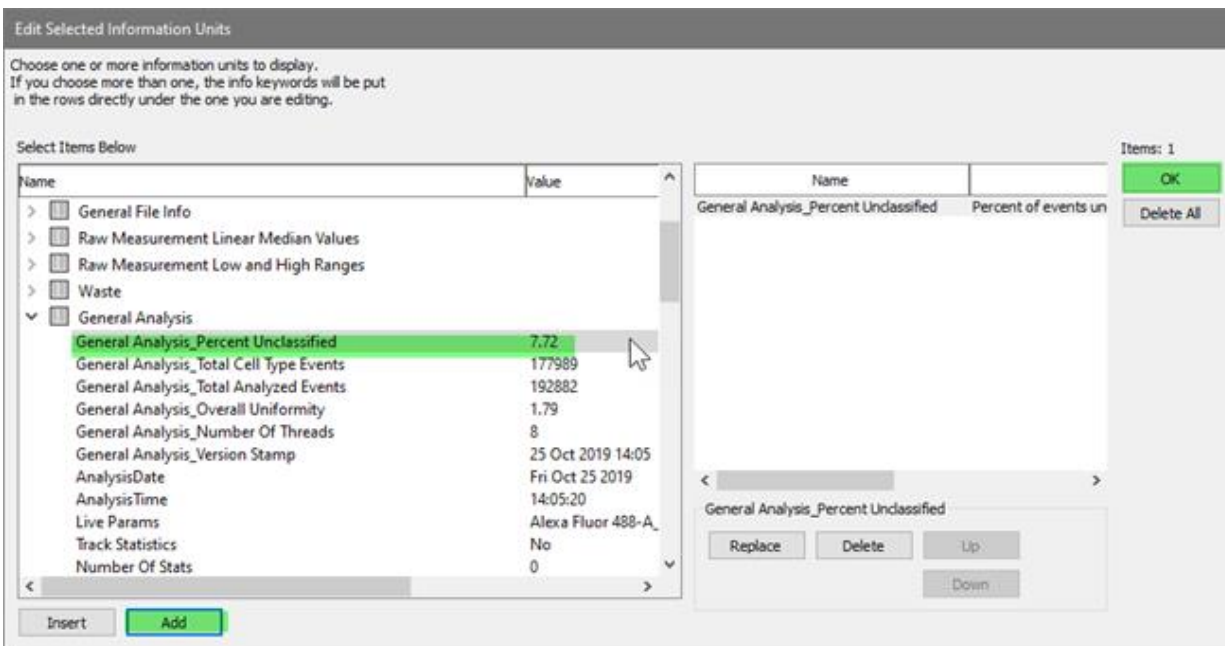 Edit Selected Information Units
Choose one or more information units to display.
If you choose more than one, the info keywords will be put
in the rows directly under the one you are editing.
Select Items Below
Items: 1
Name Value
General File Info
Raw Measurement Linear Median Values
Raw Measurement Low and High Ranges
Waste
General Analysis
General Analysis_Percent Unclassified 7.72
General Analysis_Total Cell Type Events 177989
General Analysis_Total Analyzed Events 192882
General Analysis_Overall Uniformity 1.79
General Analysis_Number Of Threads 8
General Analysis_Version Stamp 25 Oct 2019 14:05
AnalysisDate Fri Oct 25 2019
AnalysisTime 14:05:20
Live Params Alexa Fluor 488-A_
Track Statistics No
Number Of Stats 0
Insert Add
Name
General Analysis_Percent Unclassified Percent of events un
General Analysis_Percent Unclassified
Replace Delete Up
Down
OK
Delete All